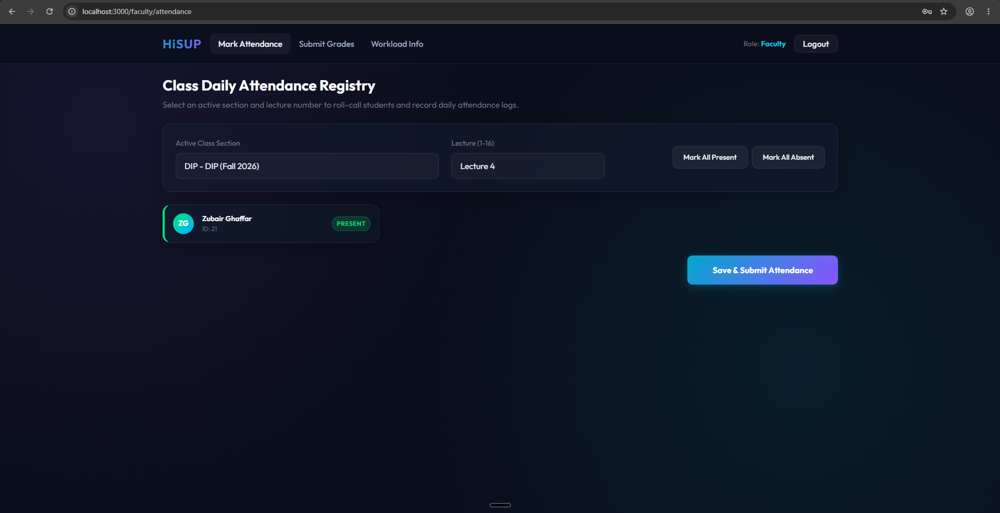 localhost:3000/faculty/attendance
HiSUP
Mark Attendance
Submit Grades
Workload Info
Role: Faculty
Logout
Class Daily Attendance Registry
Select an active section and lecture number to roll-call students and record daily attendance logs.
Active Class Section
Lecture (1-16)
DIP - DIP (Fall 2026)
Lecture 4
Mark All Present
Mark All Absent
ZG
Zubair Ghaffar
ID: 21
PRESENT
Save & Submit Attendance